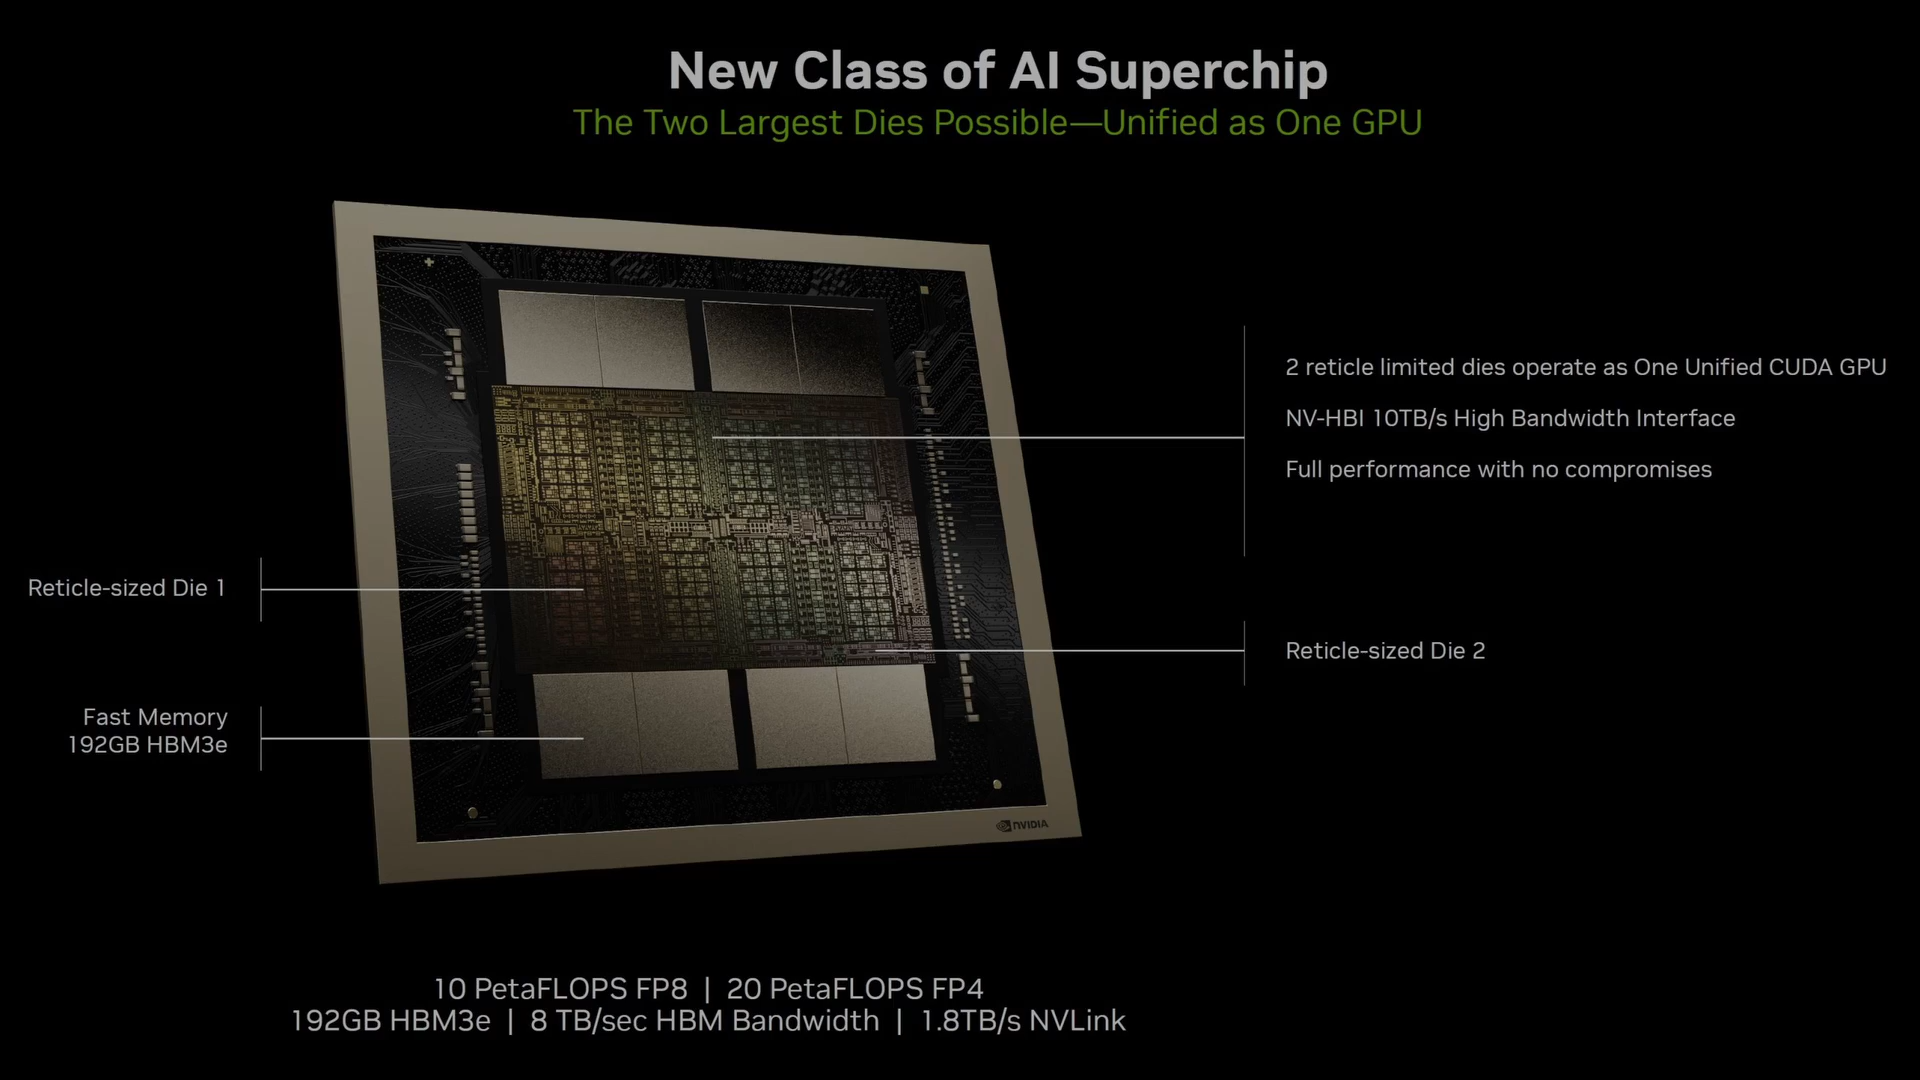 New Class of AI Superchip
The Two Largest Dies Possible—Unified as One GPU
2 reticle limited dies operate as One Unified CUDA GPU
NV-HBI 10TB/s High Bandwidth Interface
Full performance with no compromises
Reticle-sized Die 1
Reticle-sized Die 2
Fast Memory
192GB HBM3e
NVIDIA
10 PetaFLOPS FP8 | 20 PetaFLOPS FP4
192GB HBM3e | 8 TB/sec HBM Bandwidth | 1.8TB/s NVLink